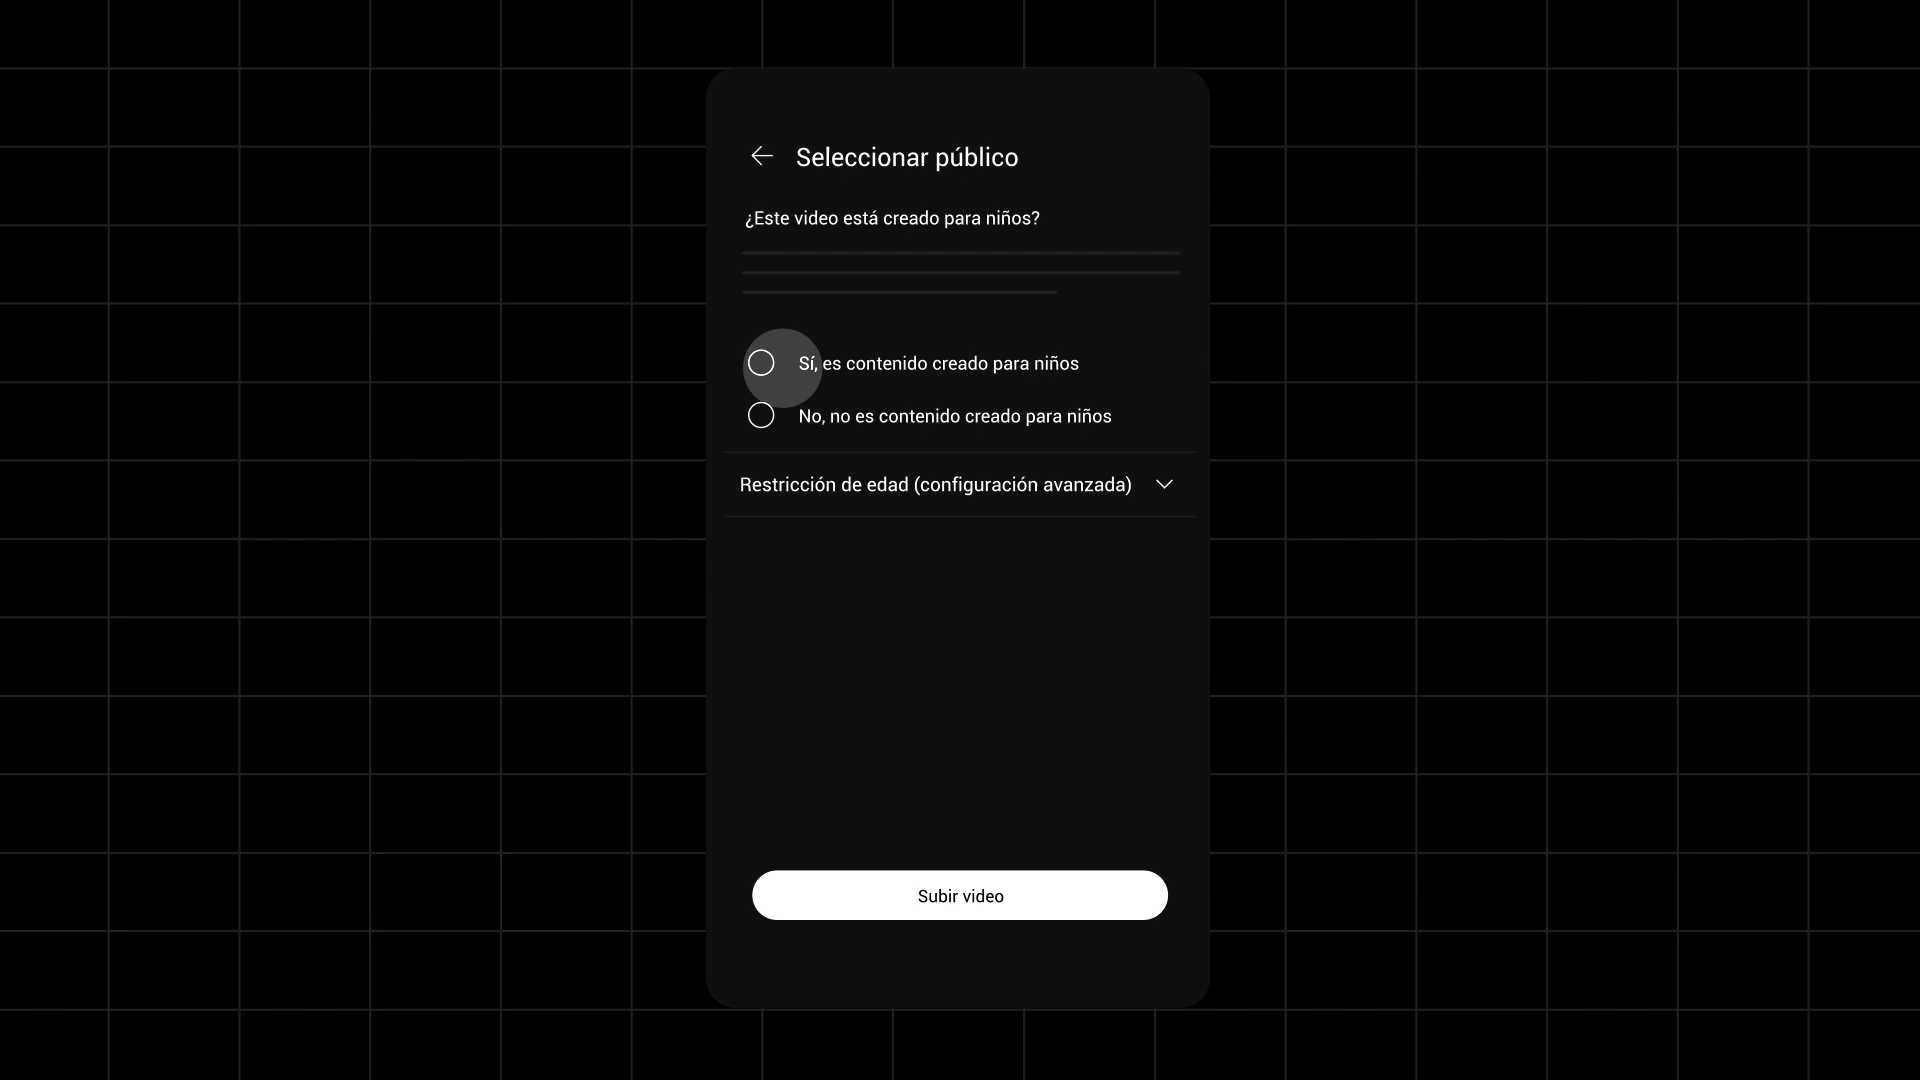 Seleccionar público
¿Este video está creado para niños?
Sí, es contenido creado para niños
No, no es contenido creado para niños
Restricción de edad (configuración avanzada)
Subir video